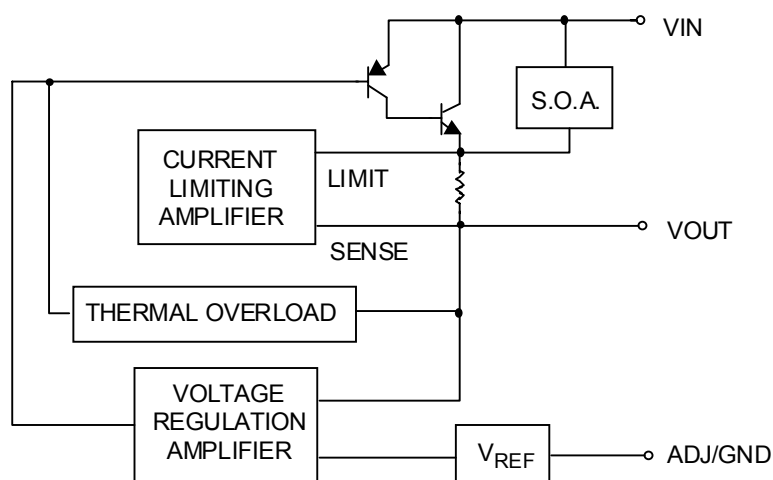 VIN
S.O.A.
CURRENT
LIMITING
AMPLIFIER
LIMIT
SENSE
VOUT
THERMAL OVERLOAD
VOLTAGE
REGULATION
AMPLIFIER
VREF
ADJ/GND